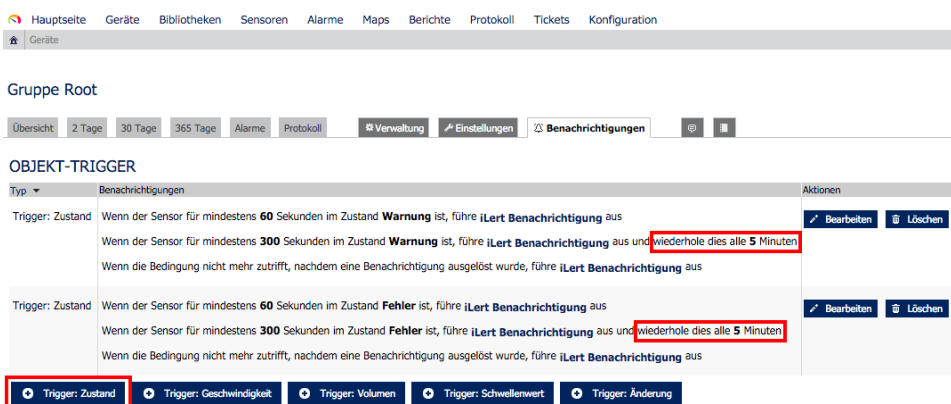 Hauptseite Geräte Bibliotheken Sensoren Alarme Maps Berichte Protokoll Tickets Konfiguration
Geräte
Gruppe Root
Übersicht 2 Tage 30 Tage 365 Tage Alarme Protokoll Verwaltung Einstellungen Benachrichtigungen
OBJEKT-TRIGGER
Typ Benachrichtigungen Aktionen
Trigger: Zustand Wenn der Sensor für mindestens 60 Sekunden im Zustand Warnung ist, führe iLert Benachrichtigung aus Bearbeiten Löschen
Wenn der Sensor für mindestens 300 Sekunden im Zustand Warnung ist, führe iLert Benachrichtigung aus und wiederhole dies alle 5 Minuten
Wenn die Bedingung nicht mehr zutrifft, nachdem eine Benachrichtigung ausgelöst wurde, führe iLert Benachrichtigung aus
Trigger: Zustand Wenn der Sensor für mindestens 60 Sekunden im Zustand Fehler ist, führe iLert Benachrichtigung aus Bearbeiten Löschen
Wenn der Sensor für mindestens 300 Sekunden im Zustand Fehler ist, führe iLert Benachrichtigung aus und wiederhole dies alle 5 Minuten
Wenn die Bedingung nicht mehr zutrifft, nachdem eine Benachrichtigung ausgelöst wurde, führe iLert Benachrichtigung aus
Trigger: Zustand Trigger: Geschwindigkeit Trigger: Volumen Trigger: Schwellenwert Trigger: Änderung